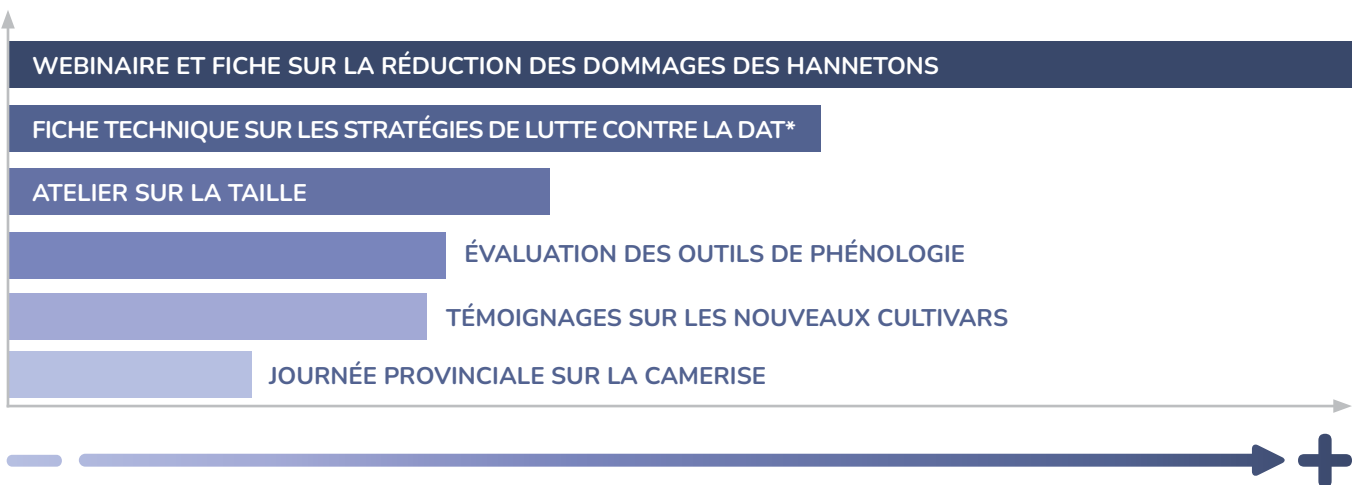 WEBINAIRE ET FICHE SUR LA RÉDUCTION DES DOMMAGES DES HANNETONS
FICHE TECHNIQUE SUR LES STRATÉGIES DE LUTTE CONTRE LA DAT*
ATELIER SUR LA TAILLE
ÉVALUATION DES OUTILS DE PHÉNOLOGIE
TÉMOIGNAGES SUR LES NOUVEAUX CULTIVARS
JOURNÉE PROVINCIALE SUR LA CAMERISE